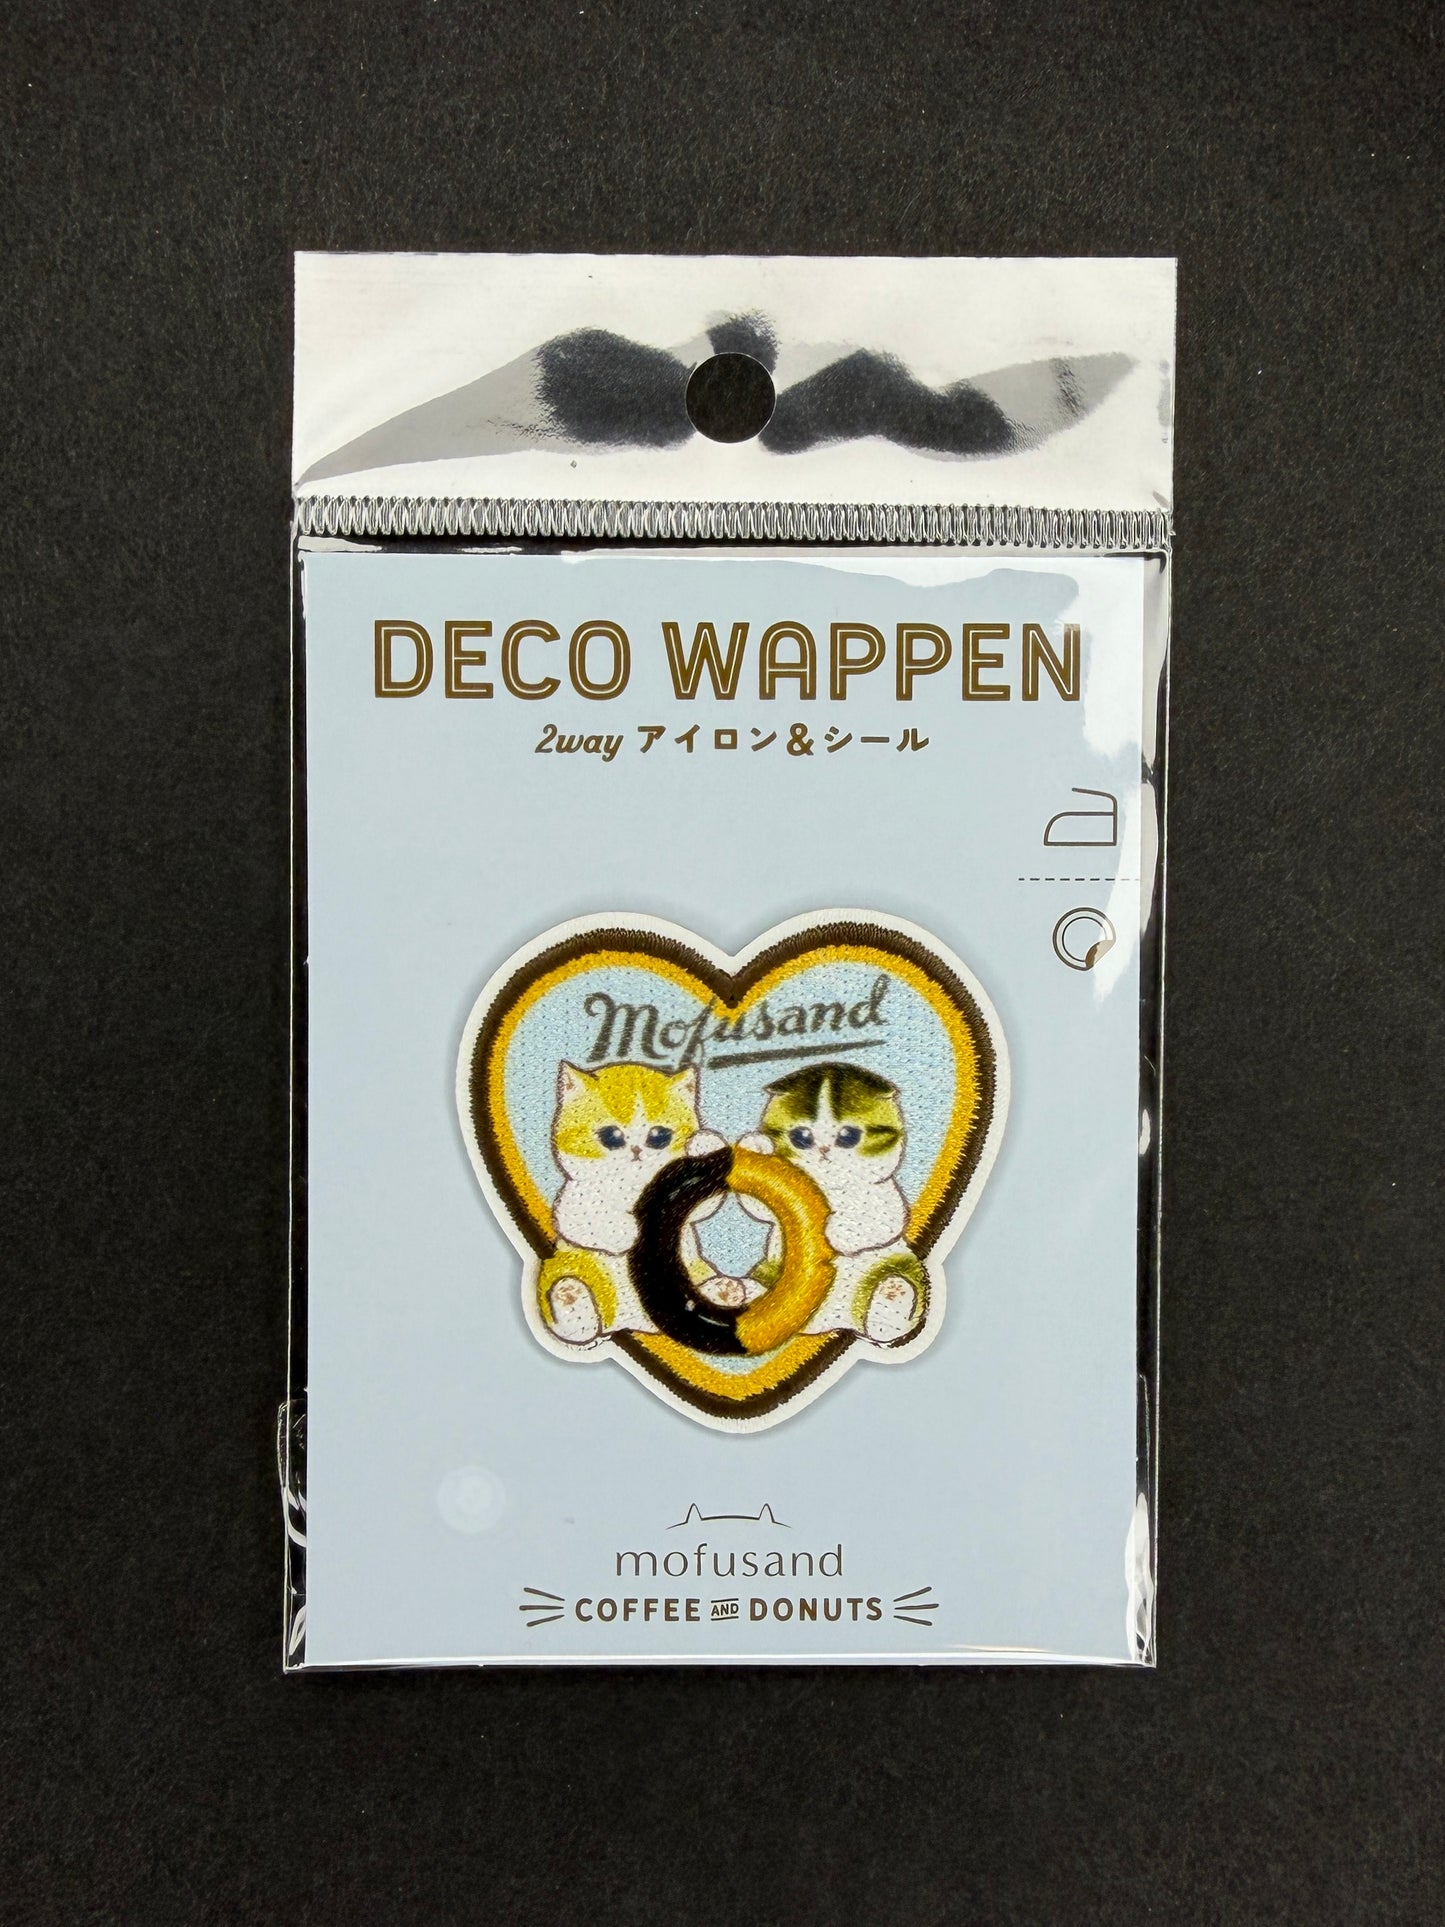 DECO WAPPEN
2way アイロン&シール
Mofusand
mofusand
COFFEE AND DONUTS